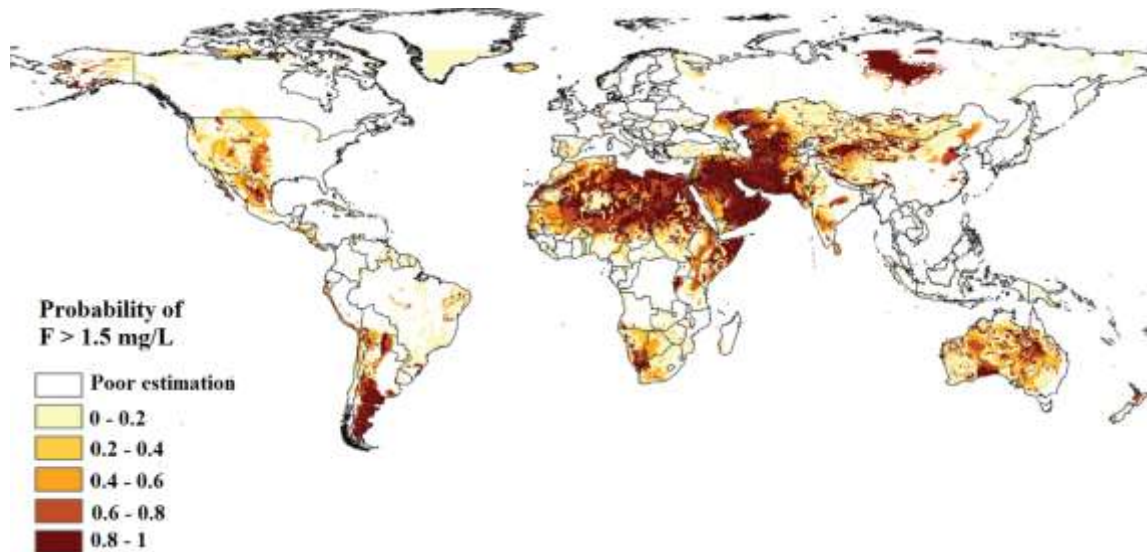 Probability of
F > 1.5 mg/L
Poor estimation
0 - 0.2
0.2 - 0.4
0.4 - 0.6
0.6 - 0.8
0.8 - 1